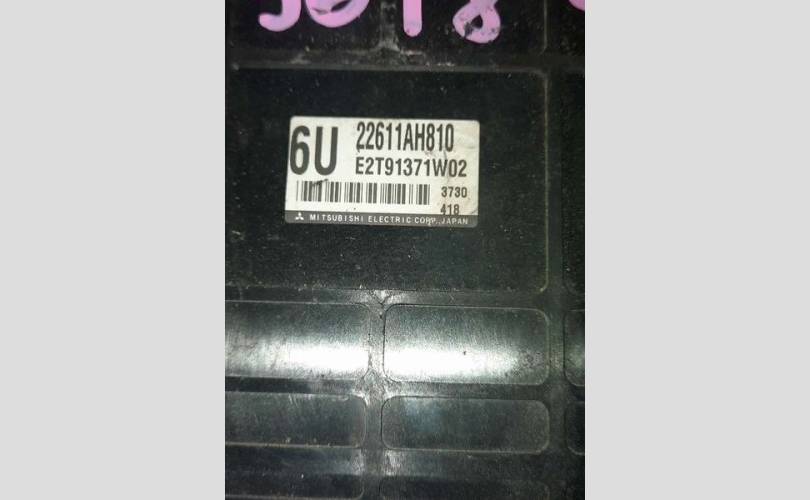 6U
22611AH810
E2T91371W02
3730
418
MITSUBISHI ELECTRIC CORP. JAPAN